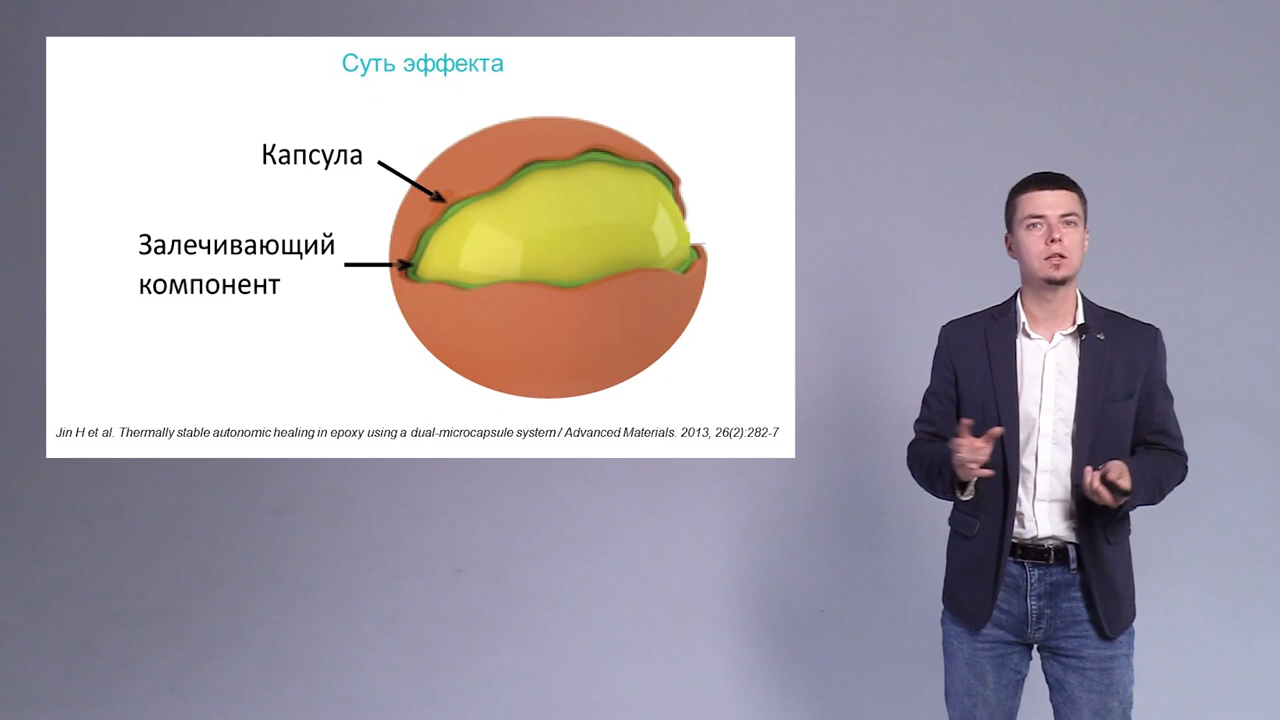 Суть эффекта
Капсула
Залечивающий
компонент
Jin H et al. Thermally stable autonomic healing in epoxy using a dual-microcapsule system / Advanced Materials. 2013, 26(2):282-7